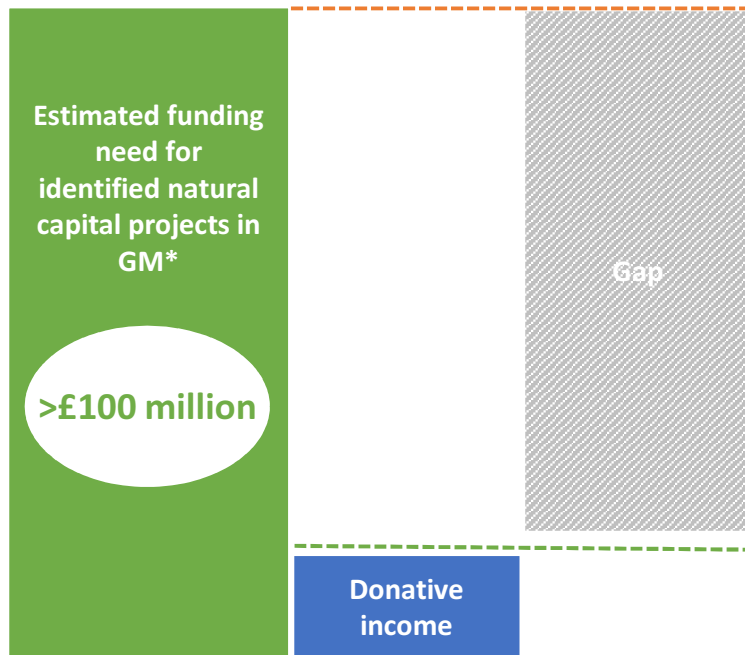 Estimated funding
need for
identified natural
capital projects in
GM*
>£100 million
Gap
Donative
income